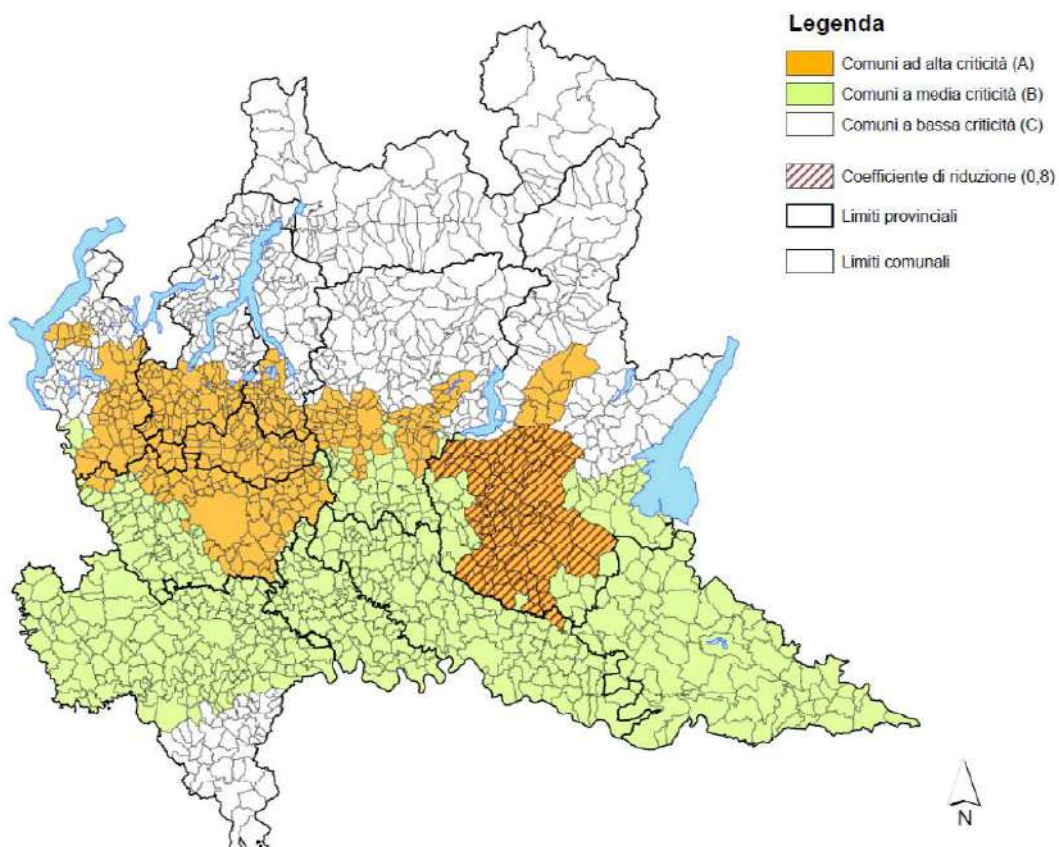 Legenda
Comuni ad alta criticità (A)
Comuni a media criticità (B)
Comuni a bassa criticità (C)
Coefficiente di riduzione (0,8)
Limiti provinciali
Limiti comunali
N